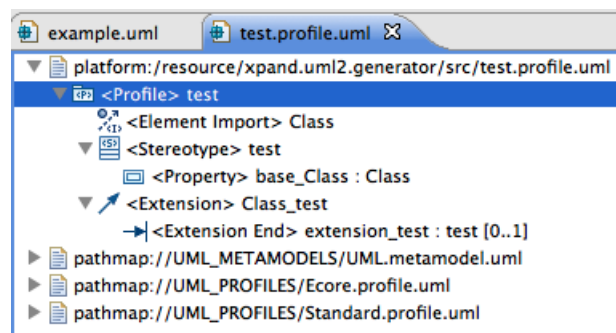 example.uml test.profile.uml
platform:/resource/xpand.uml2.generator/src/test.profile.uml
<Profile> test
<Element Import> Class
<Stereotype> test
<Property> base_Class : Class
<Extension> Class_test
<Extension End> extension_test : test [0..1]
pathmap://UML_METAMODELS/UML.metamodel.uml
pathmap://UML_PROFILES/Ecore.profile.uml
pathmap://UML_PROFILES/Standard.profile.uml